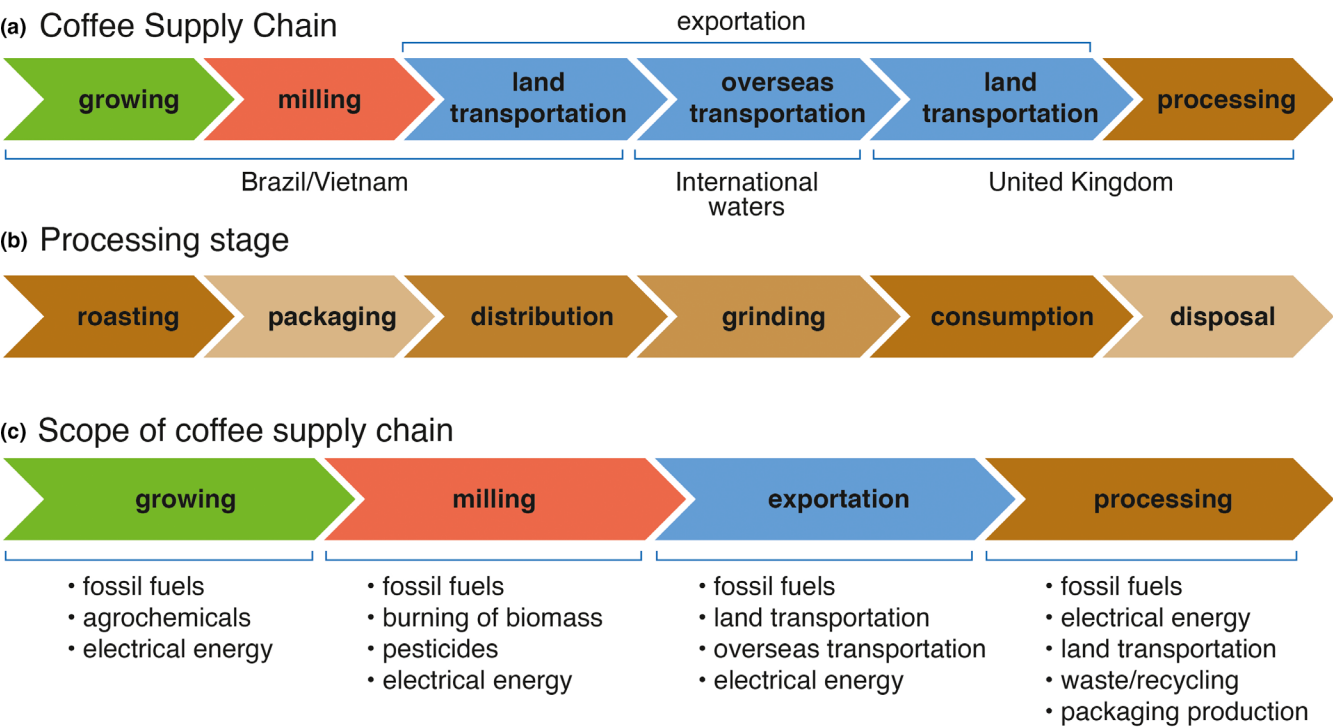 (a) Coffee Supply Chain
exportation
growing
milling
land
transportation
overseas
transportation
land
transportation
processing
Brazil/Vietnam
International
waters
United Kingdom
(b) Processing stage
roasting
packaging
distribution
grinding
consumption
disposal
(c) Scope of coffee supply chain
growing
milling
exportation
processing
• fossil fuels
• agrochemicals
• electrical energy
• fossil fuels
• burning of biomass
• pesticides
• electrical energy
• fossil fuels
• land transportation
• overseas transportation
• electrical energy
• fossil fuels
• electrical energy
• land transportation
• waste/recycling
• packaging production